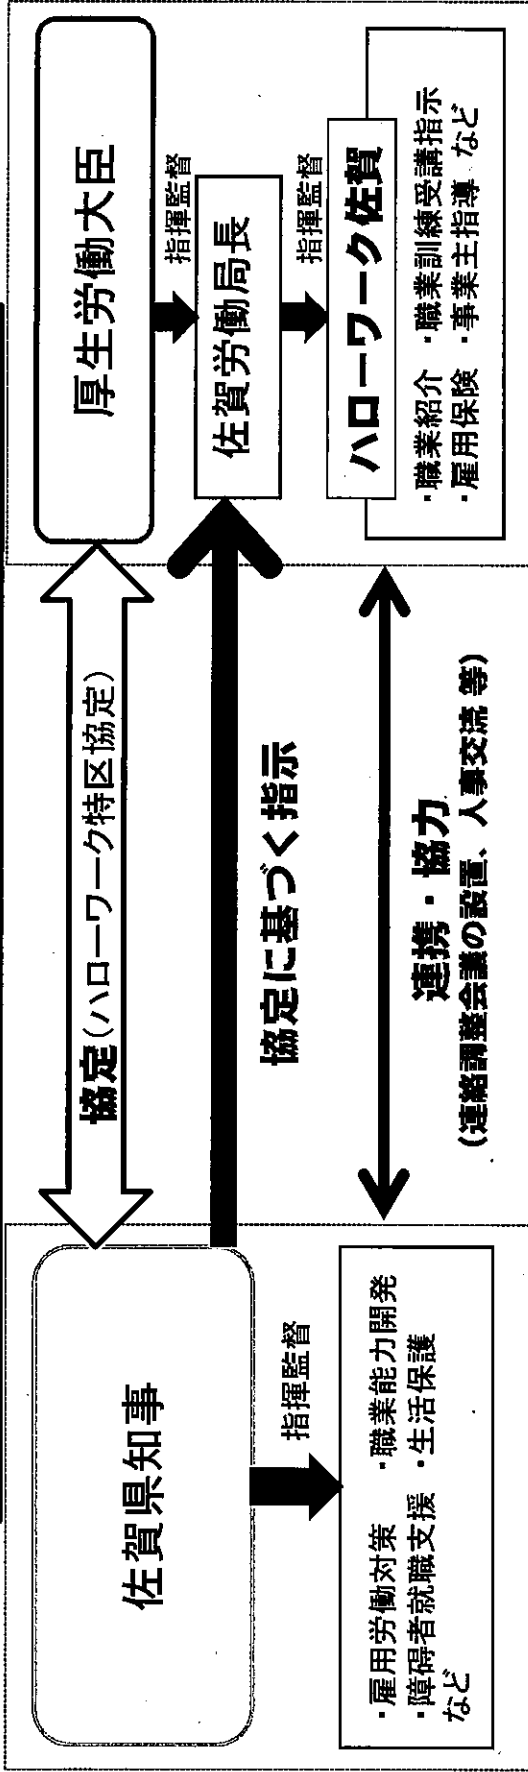 佐賀県知事
指揮監督
・雇用労働対策 ・職業能力開発
・障碍者就職支援 ・生活保護
など
協定(ハローワーク特区協定)
協定に基づく指示
連携・協力
(連絡調整会議の設置、人事交流 等)
厚生労働大臣
指揮監督
佐賀労働局長
指揮監督
ハローワーク佐賀
・職業紹介 ・職業訓練受講指示
・雇用保険 ・事業主指導 など